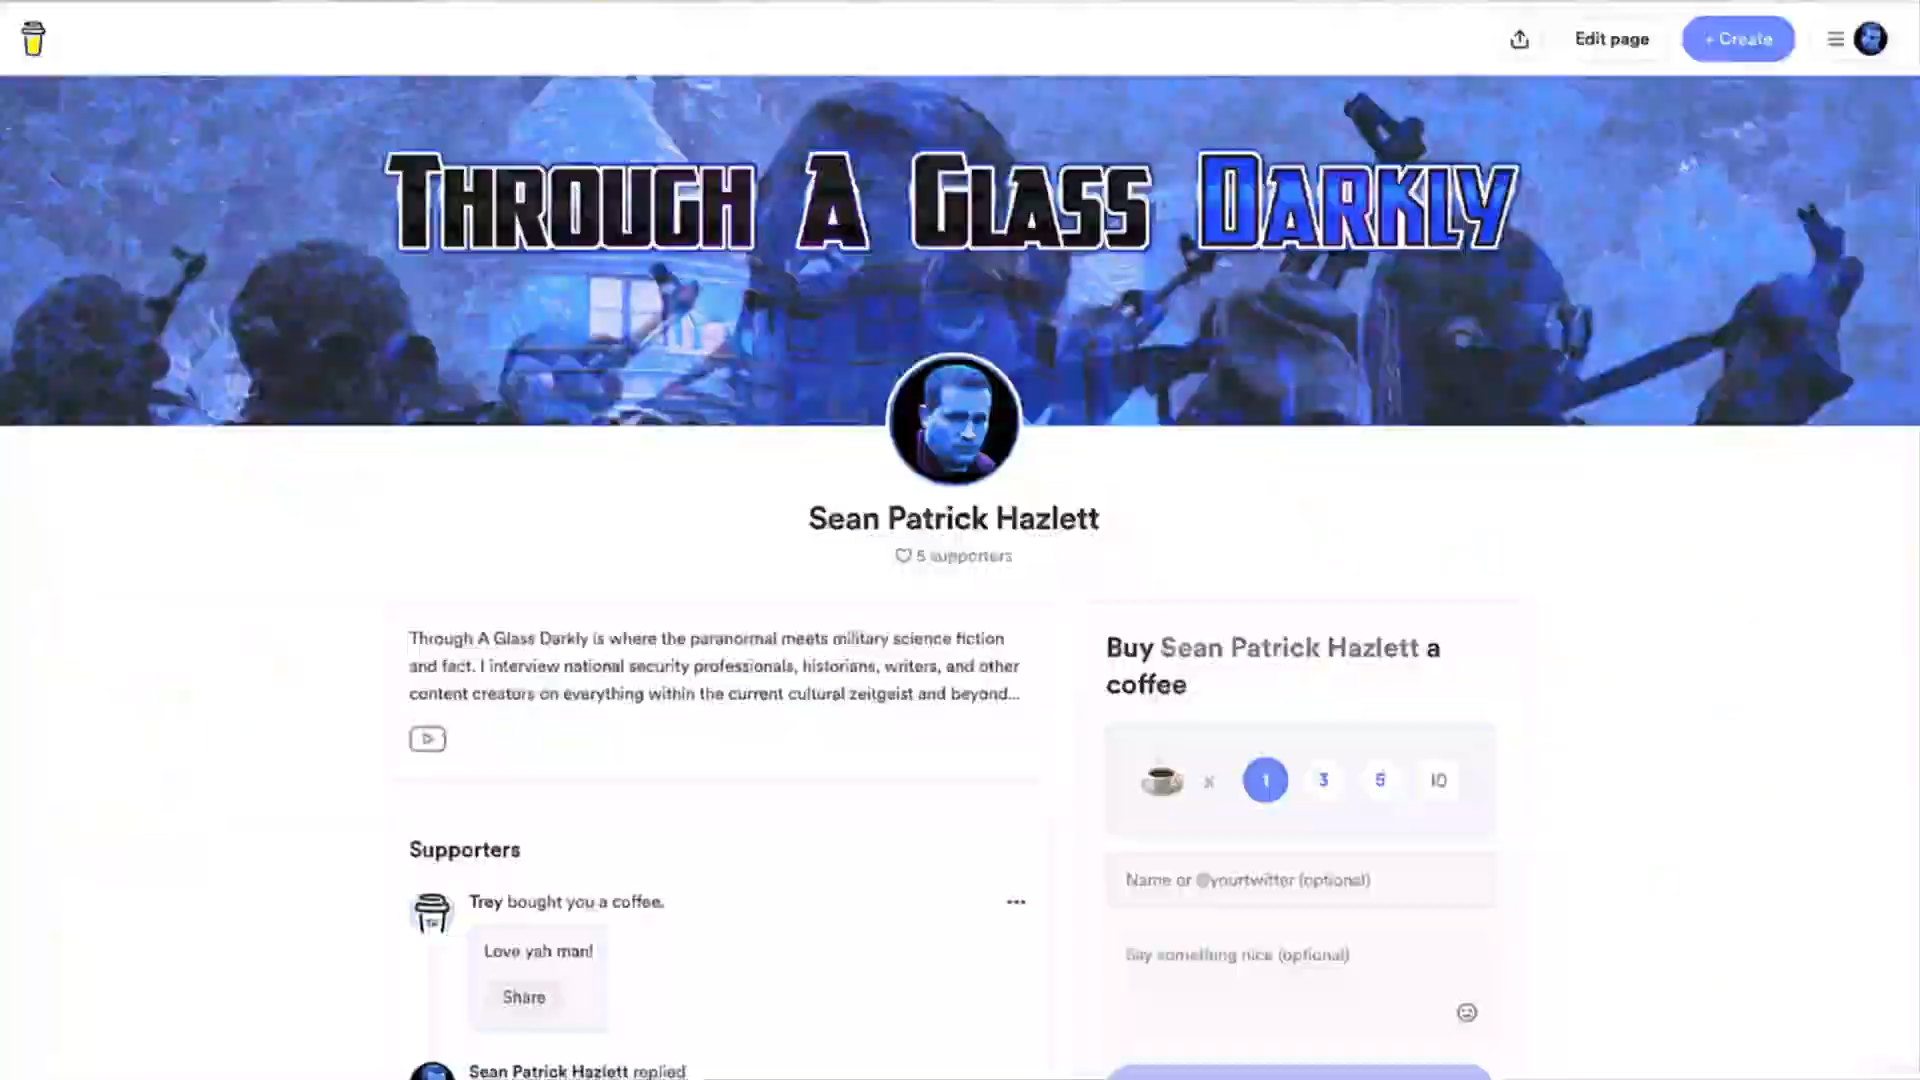 Edit page
+ Create
THROUGH A GLASS DARKLY
Sean Patrick Hazlett
5 supporters
Through A Glass Darkly is where the paranormal meets military science fiction
and fact. I interview national security professionals, historians, writers, and other
content creators on everything within the current cultural zeitgeist and beyond...
Buy Sean Patrick Hazlett a
coffee
x 1 3 5 10
Name or @yourtwitter (optional)
Say something nice (optional)
Supporters
Trey bought you a coffee.
Love yah man!
Share
Sean Patrick Hazlett replied